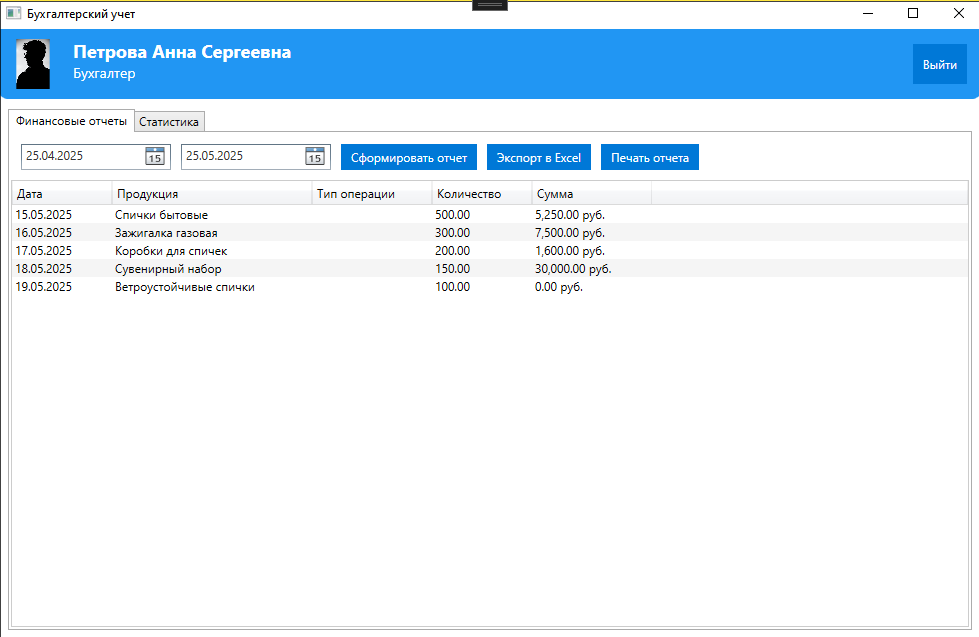 Бухгалтерский учет
Петрова Анна Сергеевна
Бухгалтер
Выйти
Финансовые отчеты Статистика
25.04.2025 15 25.05.2025 15 Сформировать отчет Экспорт в Excel Печать отчета
Дата Продукция Тип операции Количество Сумма
15.05.2025 Спички бытовые 500.00 5,250.00 руб.
16.05.2025 Зажигалка газовая 300.00 7,500.00 руб.
17.05.2025 Коробки для спичек 200.00 1,600.00 руб.
18.05.2025 Сувенирный набор 150.00 30,000.00 руб.
19.05.2025 Ветроустойчивые спички 100.00 0.00 руб.